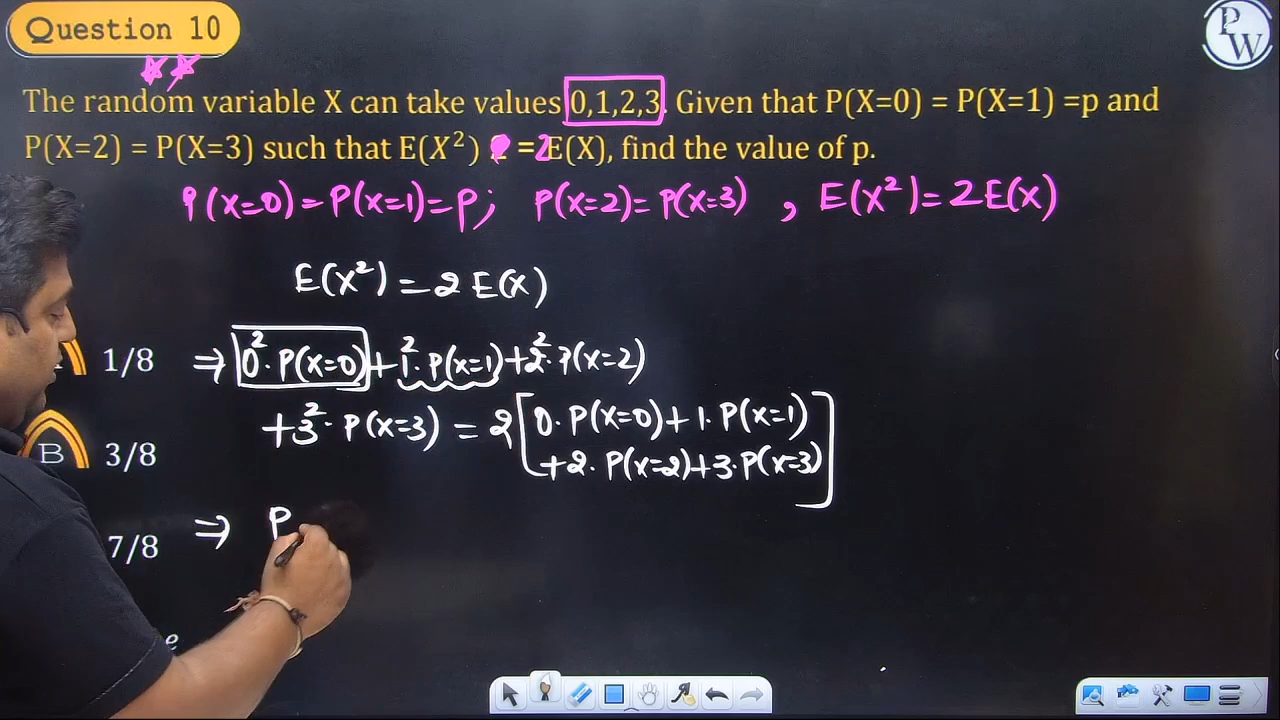 Question 10
PW
The random variable X can take values 0,1,2,3. Given that P(X=0) = P(X=1) =p and
P(X=2) = P(X=3) such that E(X²) = 2E(X), find the value of p.
P(X=0) = P(X=1) = P; P(X=2) = P(X=3) , E(X²) = 2E(X)
E(X²) = 2 E(X)
1/8
⇒ 0²· P(X=0) + 1²· P(X=1) + 2²· P(X=2)
+ 3²· P(X=3) = 2[0· P(X=0) + 1· P(X=1)
+ 2· P(X=2) + 3· P(X=3)]
B 3/8
⇒ P
7/8
e